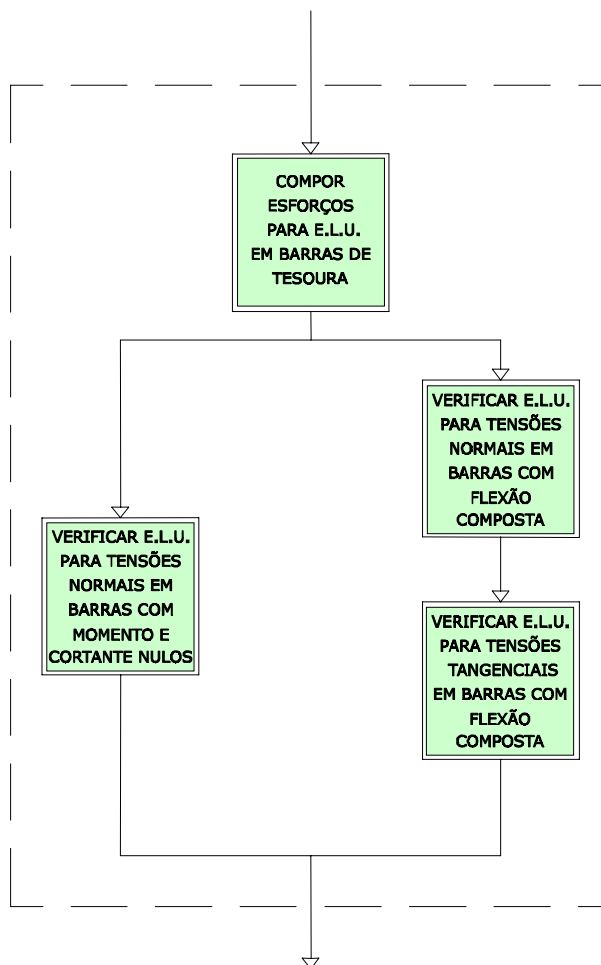 COMPOR
ESFORÇOS
PARA E.L.U.
EM BARRAS DE
TESOURA
VERIFICAR E.L.U.
PARA TENSÕES
NORMAIS EM
BARRAS COM
FLEXÃO
COMPOSTA
VERIFICAR E.L.U.
PARA TENSÕES
NORMAIS EM
BARRAS COM
MOMENTO E
CORTANTE NULOS
VERIFICAR E.L.U.
PARA TENSÕES
TANGENCIAIS
EM BARRAS COM
FLEXÃO
COMPOSTA